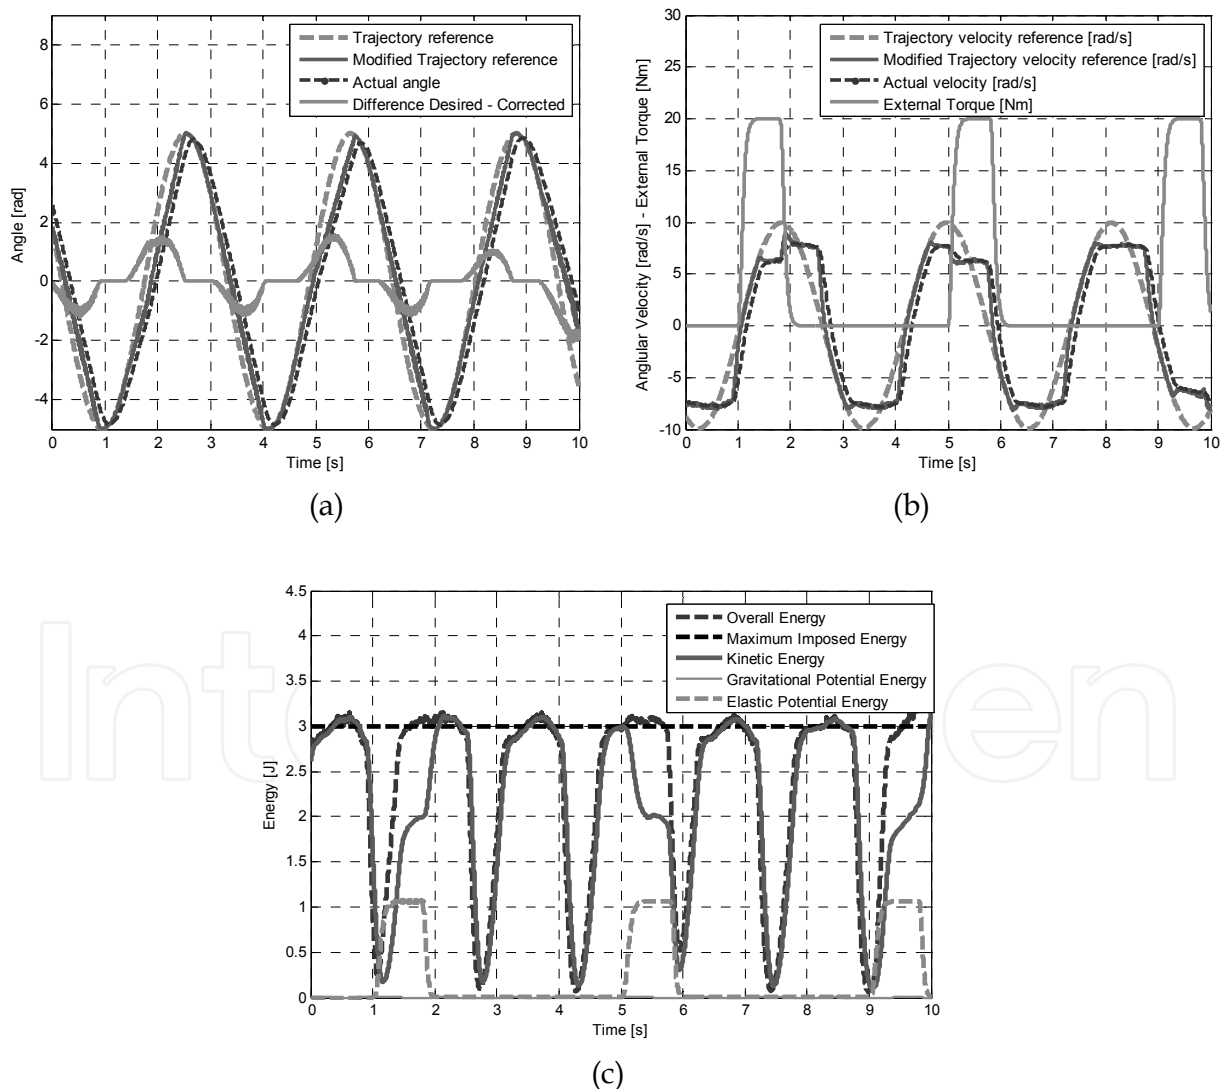 8
6
4
2
0
-2
-4
Angle [rad]
Trajectory reference
Modified Trajectory reference
Actual angle
Difference Desired - Corrected
0 1 2 3 4 5 6 7 8 9 10
Time [s]
(a)
30
25
20
15
10
5
0
-5
-10
Anglular Velocity [rad/s] - External Torque [Nm]
Trajectory velocity reference [rad/s]
Modified Trajectory velocity reference [rad/s]
Actual velocity [rad/s]
External Torque [Nm]
0 1 2 3 4 5 6 7 8 9 10
Time [s]
(b)
4.5
4
3.5
3
2.5
2
1.5
1
0.5
0
Energy [J]
Overall Energy
Maximum Imposed Energy
Kinetic Energy
Gravitational Potential Energy
Elastic Potential Energy
0 1 2 3 4 5 6 7 8 9 10
Time [s]
(c)